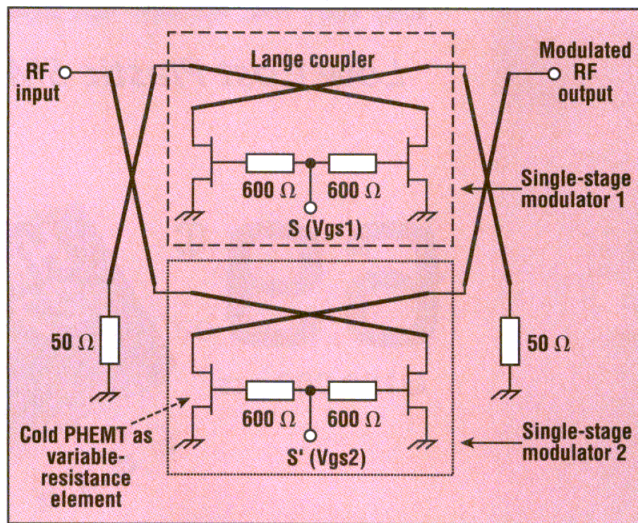 Lange coupler
RF
input
Modulated
RF
output
600 Ω
600 Ω
S (Vgs1)
Single-stage
modulator 1
50 Ω
50 Ω
600 Ω
600 Ω
S' (Vgs2)
Cold PHEMT as
variable-
resistance
element
Single-stage
modulator 2